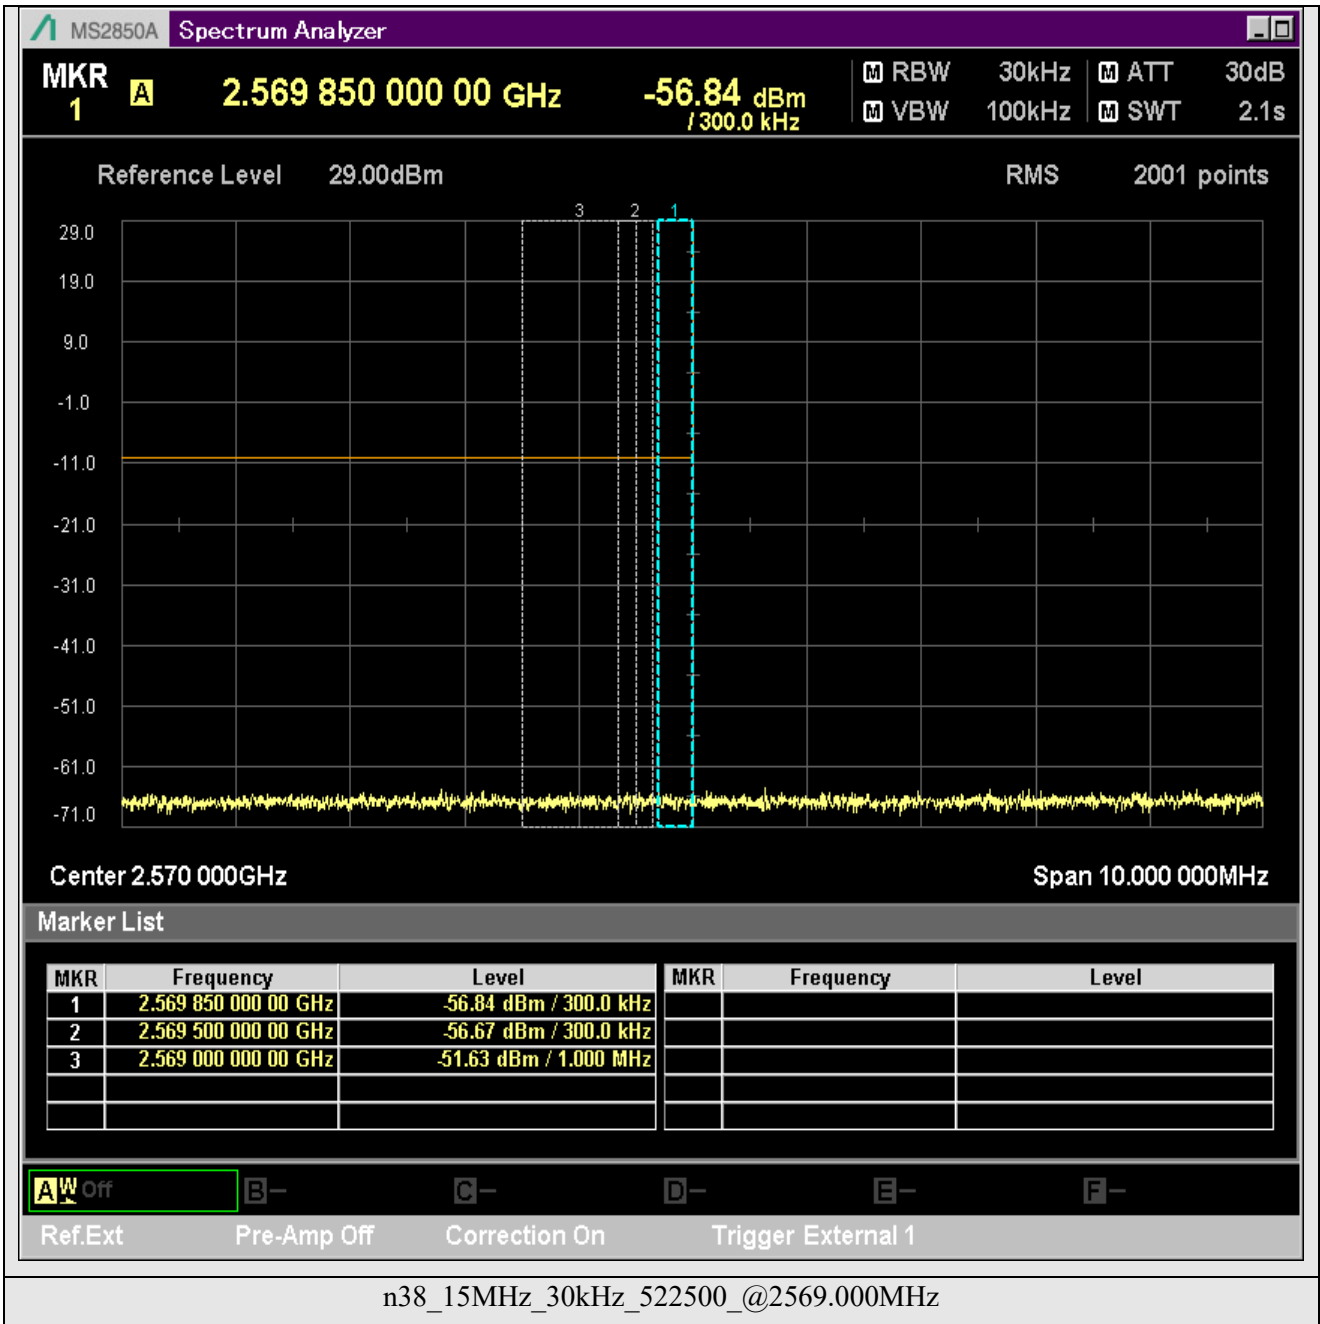 MS2850A Spectrum Analyzer
MKR 1 A 2.569 850 000 00 GHz -56.84 dBm / 300.0 kHz
M RBW 30kHz M ATT 30dB
M VBW 100kHz M SWT 2.1s
Reference Level 29.00dBm RMS 2001 points
3 2 1
29.0
19.0
9.0
-1.0
-11.0
-21.0
-31.0
-41.0
-51.0
-61.0
-71.0
Center 2.570 000GHz Span 10.000 000MHz
Marker List
MKR Frequency Level MKR Frequency Level
1 2.569 850 000 00 GHz -56.84 dBm / 300.0 kHz
2 2.569 500 000 00 GHz -56.67 dBm / 300.0 kHz
3 2.569 000 000 00 GHz -51.63 dBm / 1.000 MHz
A W Off B - C - D - E - F -
Ref.Ext Pre-Amp Off Correction On Trigger External 1
n38_15MHz_30kHz_522500_@2569.000MHz